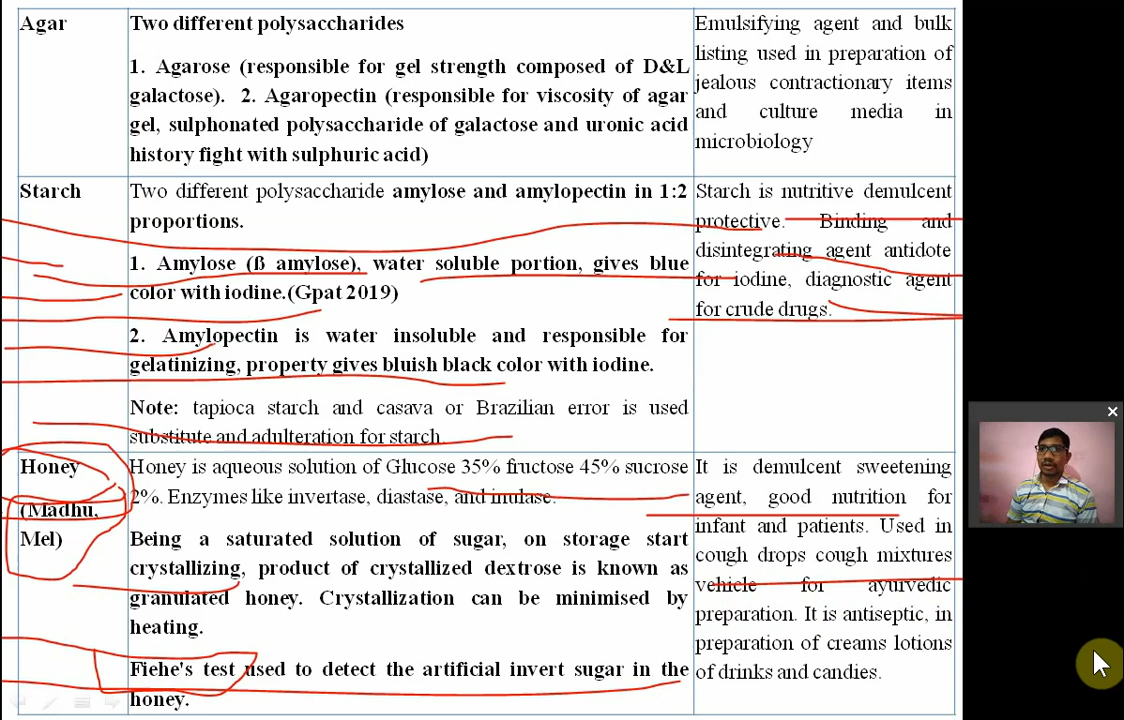 Agar
Two different polysaccharides
1. Agarose (responsible for gel strength composed of D&L
galactose). 2. Agaropectin (responsible for viscosity of agar
gel, sulphonated polysaccharide of galactose and uronic acid
history fight with sulphuric acid)
Emulsifying agent and bulk
listing used in preparation of
jealous contractionary items
and culture media in
microbiology
Starch
Two different polysaccharide amylose and amylopectin in 1:2
proportions.
1. Amylose (ß amylose), water soluble portion, gives blue
color with iodine.(Gpat 2019)
2. Amylopectin is water insoluble and responsible for
gelatinizing, property gives bluish black color with iodine.
Note: tapioca starch and casava or Brazilian error is used
substitute and adulteration for starch.
Starch is nutritive demulcent
protective. Binding and
disintegrating agent antidote
for iodine, diagnostic agent
for crude drugs.
Honey
(Madhu,
Mel)
Honey is aqueous solution of Glucose 35% fructose 45% sucrose
2%. Enzymes like invertase, diastase, and inulase.
Being a saturated solution of sugar, on storage start
crystallizing, product of crystallized dextrose is known as
granulated honey. Crystallization can be minimised by
heating.
Fiehe's test used to detect the artificial invert sugar in the
honey.
It is demulcent sweetening
agent, good nutrition for
infant and patients. Used in
cough drops cough mixtures
vehicle for ayurvedic
preparation. It is antiseptic, in
preparation of creams lotions
of drinks and candies.